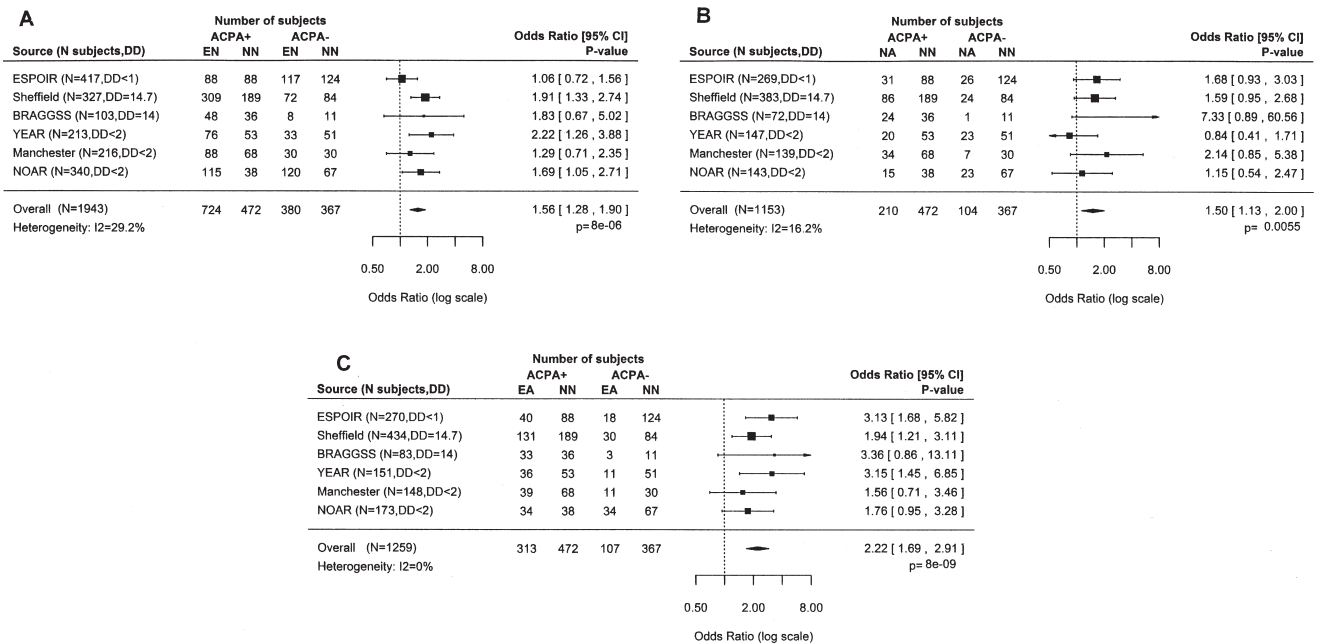 A
Number of subjects
ACPA+ ACPA- Odds Ratio [95% CI]
Source (N subjects,DD) EN NN EN NN P-value
ESPOIR (N=417,DD<1) 88 88 117 124 1.06 [ 0.72 , 1.56 ]
Sheffield (N=327,DD=14.7) 309 189 72 84 1.91 [ 1.33 , 2.74 ]
BRAGGSS (N=103,DD=14) 48 36 8 11 1.83 [ 0.67 , 5.02 ]
YEAR (N=213,DD<2) 76 53 33 51 2.22 [ 1.26 , 3.88 ]
Manchester (N=216,DD<2) 88 68 30 30 1.29 [ 0.71 , 2.35 ]
NOAR (N=340,DD<2) 115 38 120 67 1.69 [ 1.05 , 2.71 ]
Overall (N=1943) 724 472 380 367 1.56 [ 1.28 , 1.90 ]
Heterogeneity: I2=29.2% p= 8e-06
0.50 2.00 8.00
Odds Ratio (log scale)
B
Number of subjects
ACPA+ ACPA- Odds Ratio [95% CI]
Source (N subjects,DD) NA NN NA NN P-value
ESPOIR (N=269,DD<1) 31 88 26 124 1.68 [ 0.93 , 3.03 ]
Sheffield (N=383,DD=14.7) 86 189 24 84 1.59 [ 0.95 , 2.68 ]
BRAGGSS (N=72,DD=14) 24 36 1 11 7.33 [ 0.89 , 60.56 ]
YEAR (N=147,DD<2) 20 53 23 51 0.84 [ 0.41 , 1.71 ]
Manchester (N=139,DD<2) 34 68 7 30 2.14 [ 0.85 , 5.38 ]
NOAR (N=143,DD<2) 15 38 23 67 1.15 [ 0.54 , 2.47 ]
Overall (N=1153) 210 472 104 367 1.50 [ 1.13 , 2.00 ]
Heterogeneity: I2=16.2% p= 0.0055
0.50 2.00 8.00
Odds Ratio (log scale)
C
Number of subjects
ACPA+ ACPA- Odds Ratio [95% CI]
Source (N subjects,DD) EA NN EA NN P-value
ESPOIR (N=270,DD<1) 40 88 18 124 3.13 [ 1.68 , 5.82 ]
Sheffield (N=434,DD=14.7) 131 189 30 84 1.94 [ 1.21 , 3.11 ]
BRAGGSS (N=83,DD=14) 33 36 3 11 3.36 [ 0.86 , 13.11 ]
YEAR (N=151,DD<2) 36 53 11 51 3.15 [ 1.45 , 6.85 ]
Manchester (N=148,DD<2) 39 68 11 30 1.56 [ 0.71 , 3.46 ]
NOAR (N=173,DD<2) 34 38 34 67 1.76 [ 0.95 , 3.28 ]
Overall (N=1259) 313 472 107 367 2.22 [ 1.69 , 2.91 ]
Heterogeneity: I2=0% p= 8e-09
0.50 2.00 8.00
Odds Ratio (log scale)